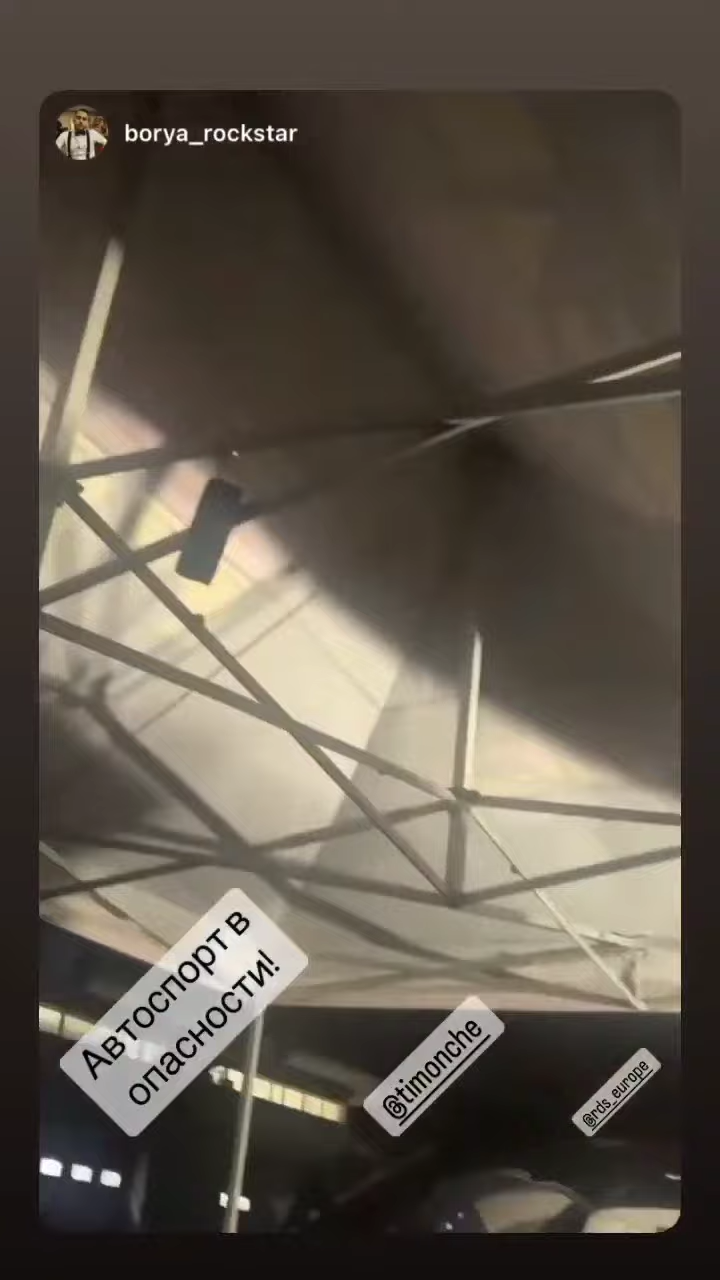 borya_rockstar
Автоспорт в
опасности!
@timonche
@rds_europe